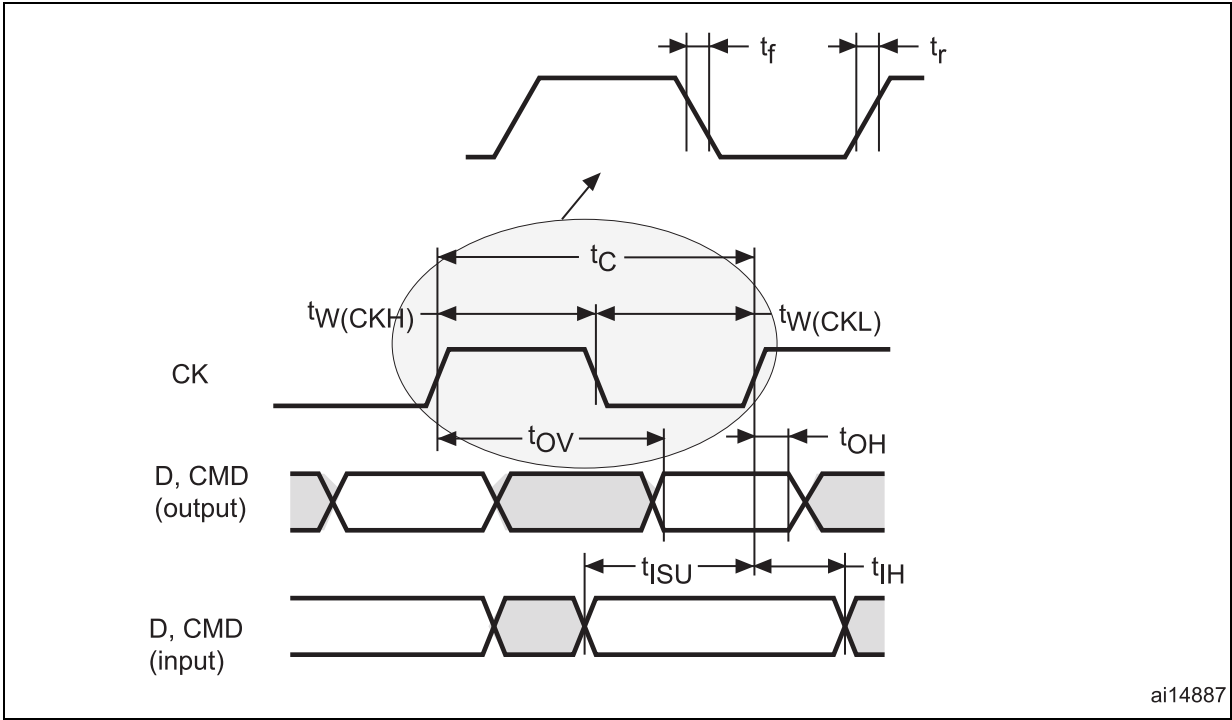 tf
tr
tC
tW(CKH)
tW(CKL)
CK
tOV
tOH
D, CMD
(output)
tISU
tIH
D, CMD
(input)
ai14887